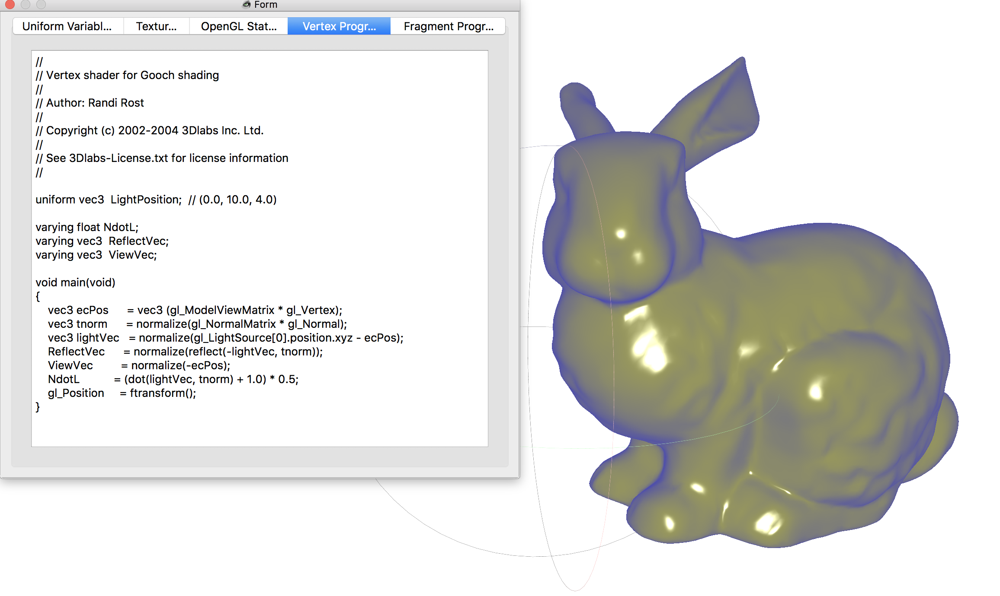 Form
Uniform Variabl... Textur... OpenGL Stat... Vertex Progr... Fragment Progr...
//
// Vertex shader for Gooch shading
//
// Author: Randi Rost
//
// Copyright (c) 2002-2004 3Dlabs Inc. Ltd.
//
// See 3Dlabs-License.txt for license information
//
uniform vec3  LightPosition;  // (0.0, 10.0, 4.0)
varying float NdotL;
varying vec3  ReflectVec;
varying vec3  ViewVec;
void main(void)
{
    vec3 ecPos      = vec3 (gl_ModelViewMatrix * gl_Vertex);
    vec3 tnorm      = normalize(gl_NormalMatrix * gl_Normal);
    vec3 lightVec   = normalize(gl_LightSource[0].position.xyz - ecPos);
    ReflectVec      = normalize(reflect(-lightVec, tnorm));
    ViewVec         = normalize(-ecPos);
    NdotL           = (dot(lightVec, tnorm) + 1.0) * 0.5;
    gl_Position     = ftransform();
}